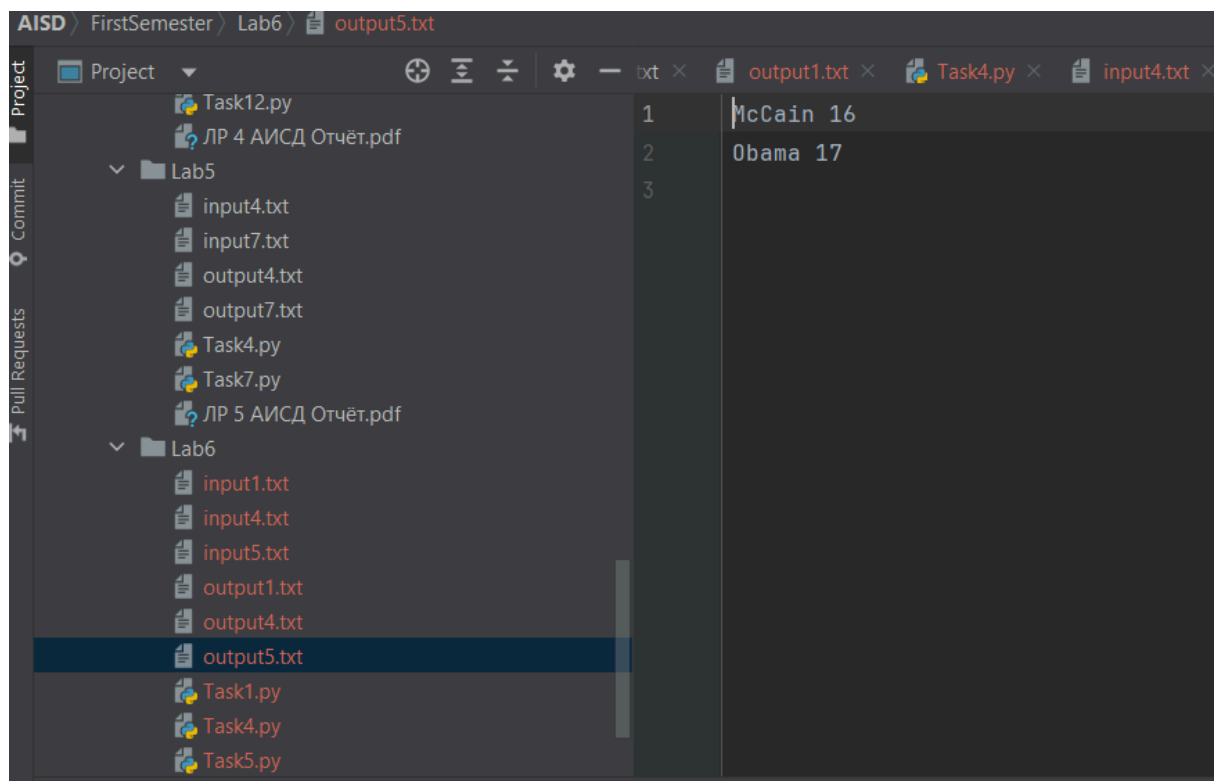 AISD FirstSemester Lab6 output5.txt
Project
Commit
Pull Requests
Project
Task12.py
ЛР 4 АИСД Отчёт.pdf
Lab5
input4.txt
input7.txt
output4.txt
output7.txt
Task4.py
Task7.py
ЛР 5 АИСД Отчёт.pdf
Lab6
input1.txt
input4.txt
input5.txt
output1.txt
output4.txt
output5.txt
Task1.py
Task4.py
Task5.py
txt output1.txt Task4.py input4.txt
1 McCain 16
2 Obama 17
3